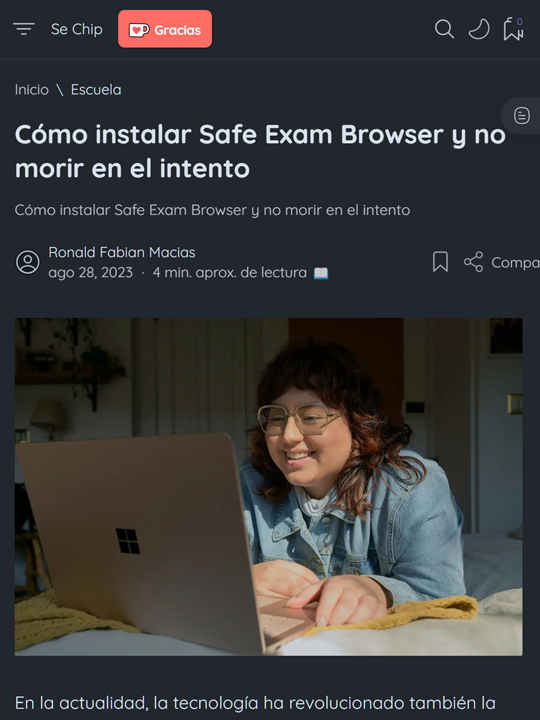 Se Chip
Gracias
0
Inicio \ Escuela
Cómo instalar Safe Exam Browser y no
morir en el intento
Cómo instalar Safe Exam Browser y no morir en el intento
Ronald Fabian Macias
ago 28, 2023 · 4 min. aprox. de lectura 📖
Compa
En la actualidad, la tecnología ha revolucionado también la